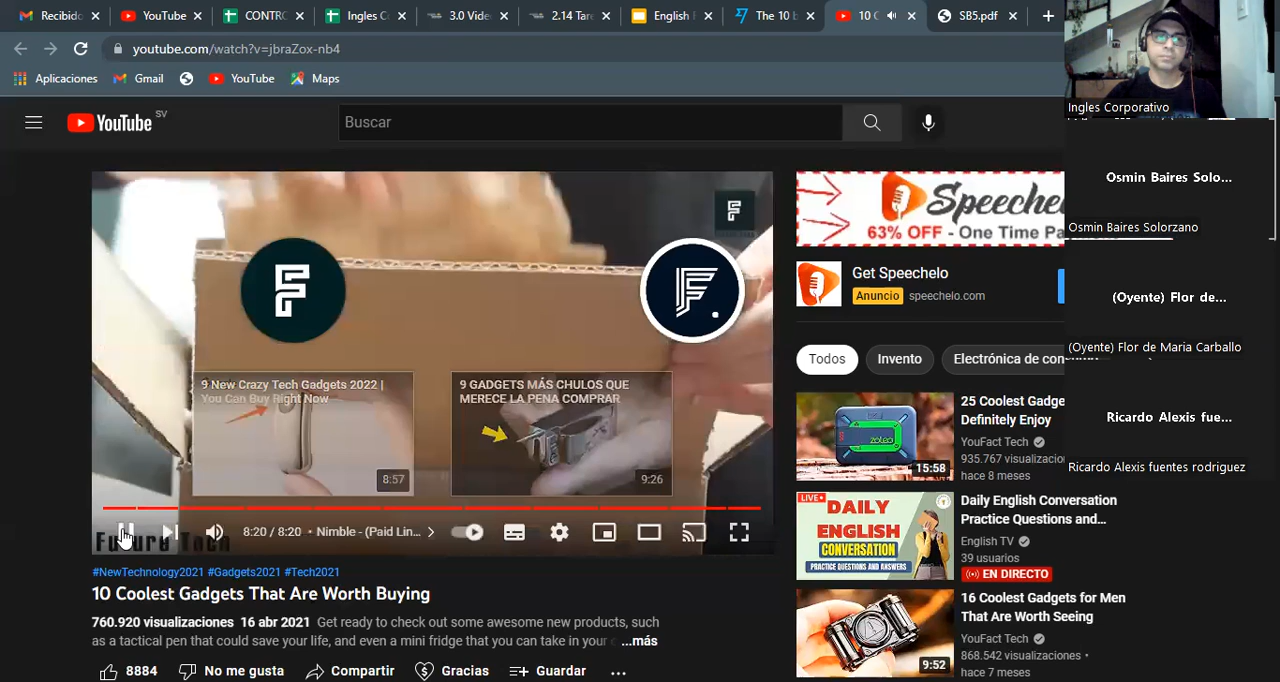 Recibido
YouTube
CONTRO
Ingles C
3.0 Vide
2.14 Tare
English
The 10 b
10 C
SB5.pdf
youtube.com/watch?v=jbraZox-nb4
Aplicaciones
Gmail
YouTube
Maps
Ingles Corporativo
YouTube SV
Buscar
Osmin Baires Solo...
Osmin Baires Solorzano
(Oyente) Flor de...
(Oyente) Flor de Maria Carballo
Ricardo Alexis fue...
Ricardo Alexis fuentes rodriguez
9 New Crazy Tech Gadgets 2022 |
You Can Buy Right Now
8:57
9 GADGETS MÁS CHULOS QUE
MERECE LA PENA COMPRAR
9:26
8:20 / 8:20 • Nimble - (Paid Lin...
Future Tech
#NewTechnology2021 #Gadgets2021 #Tech2021
10 Coolest Gadgets That Are Worth Buying
760.920 visualizaciones 16 abr 2021 Get ready to check out some awesome new products, such
as a tactical pen that could save your life, and even a mini fridge that you can take in your ...más
8884
No me gusta
Compartir
Gracias
Guardar
Speechelo
63% OFF - One Time Pa
Get Speechelo
Anuncio speechelo.com
Todos
Invento
Electrónica de con
25 Coolest Gadge
Definitely Enjoy
YouFact Tech
935.767 visualizacio
hace 8 meses
zoleo
15:58
LIVE
DAILY
ENGLISH
CONVERSATION
PRACTICE QUESTIONS AND ANSWERS
Daily English Conversation
Practice Questions and...
English TV
39 usuarios
EN DIRECTO
16 Coolest Gadgets for Men
That Are Worth Seeing
YouFact Tech
868.542 visualizaciones •
hace 7 meses
9:52